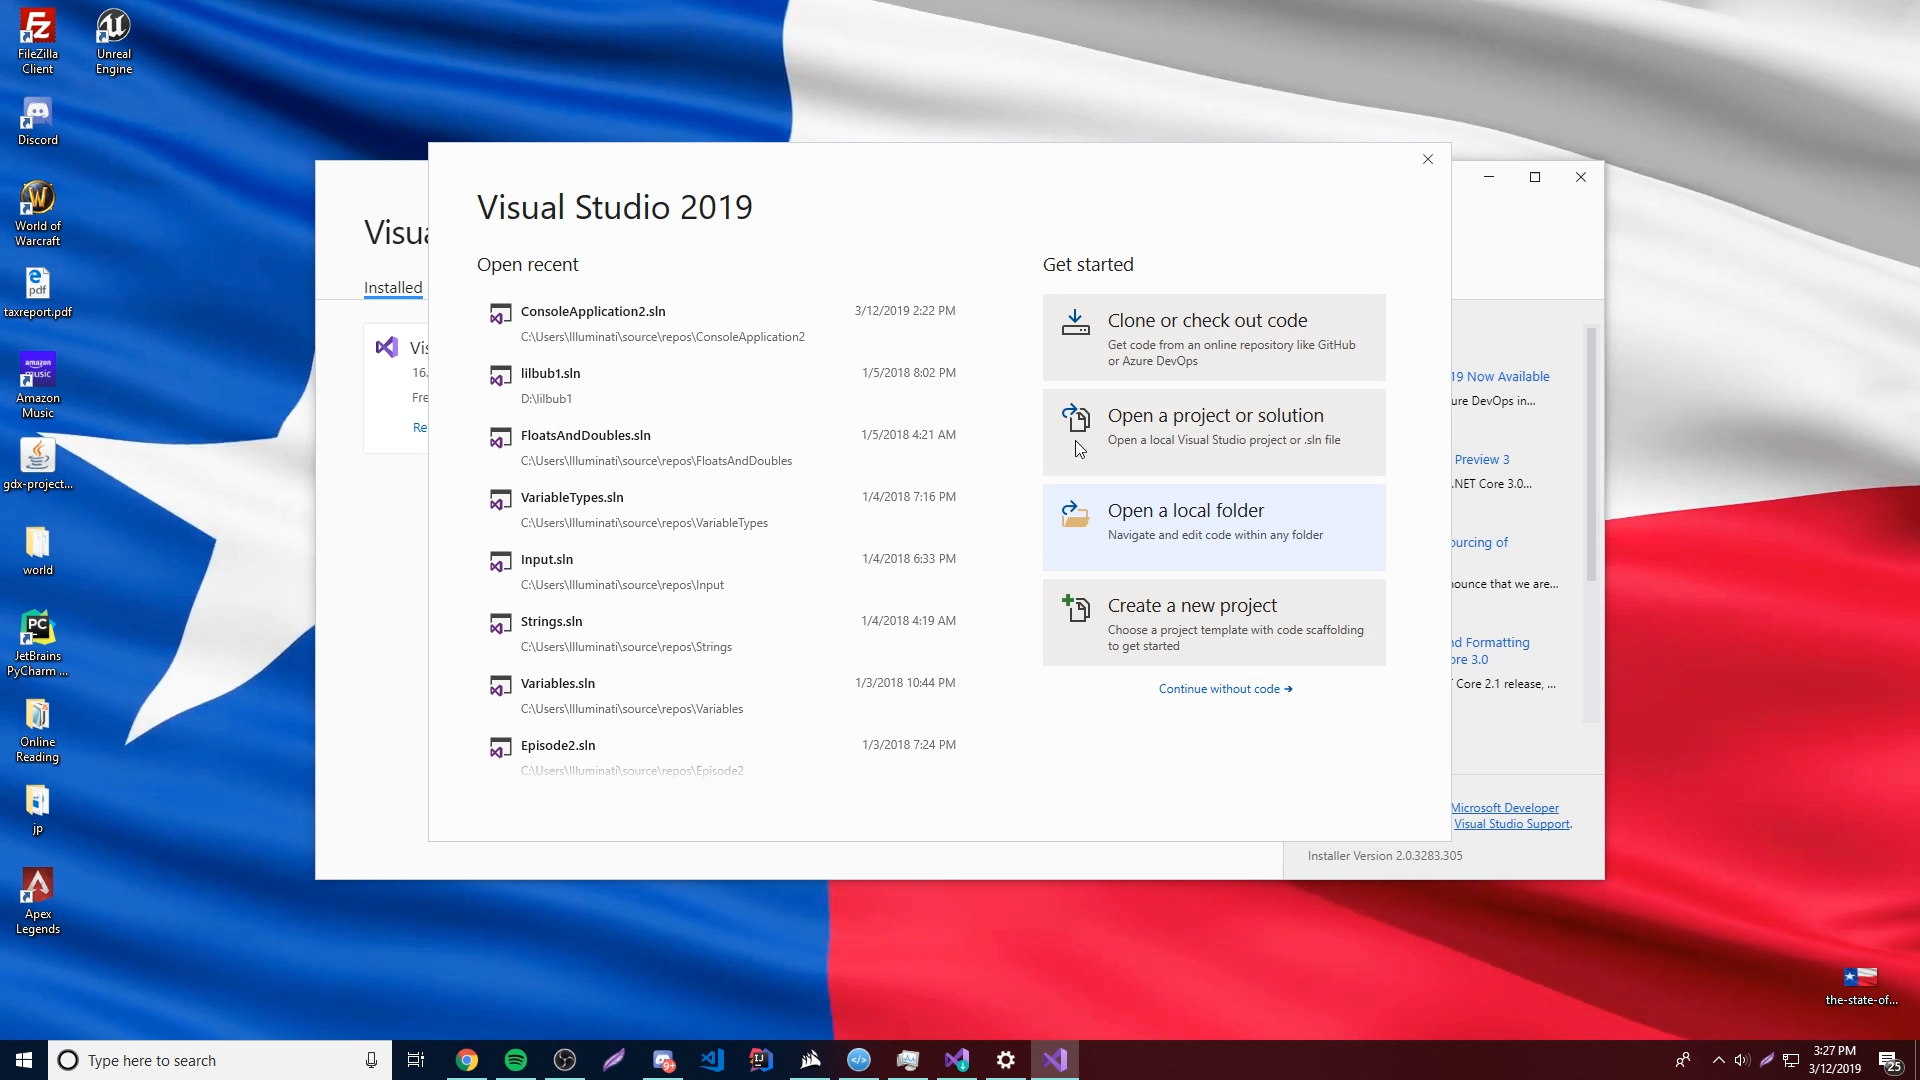 FileZilla
Client
Unreal
Engine
Discord
World of
Warcraft
pdf
taxreport.pdf
amazon
music
Amazon
Music
gdx-project...
world
PC
JetBrains
PyCharm ...
Online
Reading
jp
Apex
Legends
Installed
16.
Re
Visual Studio 2019
Open recent
ConsoleApplication2.sln
3/12/2019 2:22 PM
C:\Users\Illuminati\source\repos\ConsoleApplication2
lilbub1.sln
1/5/2018 8:02 PM
D:\lilbub1
FloatsAndDoubles.sln
1/5/2018 4:21 AM
C:\Users\Illuminati\source\repos\FloatsAndDoubles
VariableTypes.sln
1/4/2018 7:16 PM
C:\Users\Illuminati\source\repos\VariableTypes
Input.sln
1/4/2018 6:33 PM
C:\Users\Illuminati\source\repos\Input
Strings.sln
1/4/2018 4:19 AM
C:\Users\Illuminati\source\repos\Strings
Variables.sln
1/3/2018 10:44 PM
C:\Users\Illuminati\source\repos\Variables
Episode2.sln
1/3/2018 7:24 PM
C:\Users\Illuminati\source\repos\Episode2
Get started
Clone or check out code
Get code from an online repository like GitHub
or Azure DevOps
Open a project or solution
Open a local Visual Studio project or .sln file
Open a local folder
Navigate and edit code within any folder
Create a new project
Choose a project template with code scaffolding
to get started
Continue without code →
19 Now Available
ure DevOps in...
Preview 3
.NET Core 3.0...
ourcing of
nounce that we are...
nd Formatting
ore 3.0
Core 2.1 release, ...
Microsoft Developer
Visual Studio Support.
Installer Version 2.0.3283.305
the-state-of...
Type here to search
9+
IJ
3:27 PM
3/12/2019
25